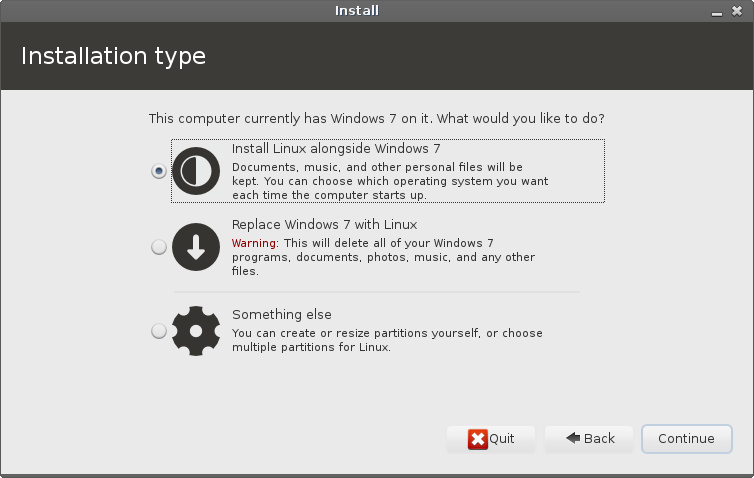 Install
Installation type
This computer currently has Windows 7 on it. What would you like to do?
Install Linux alongside Windows 7
Documents, music, and other personal files will be
kept. You can choose which operating system you want
each time the computer starts up.
Replace Windows 7 with Linux
Warning: This will delete all of your Windows 7
programs, documents, photos, music, and any other
files.
Something else
You can create or resize partitions yourself, or choose
multiple partitions for Linux.
Quit
Back
Continue